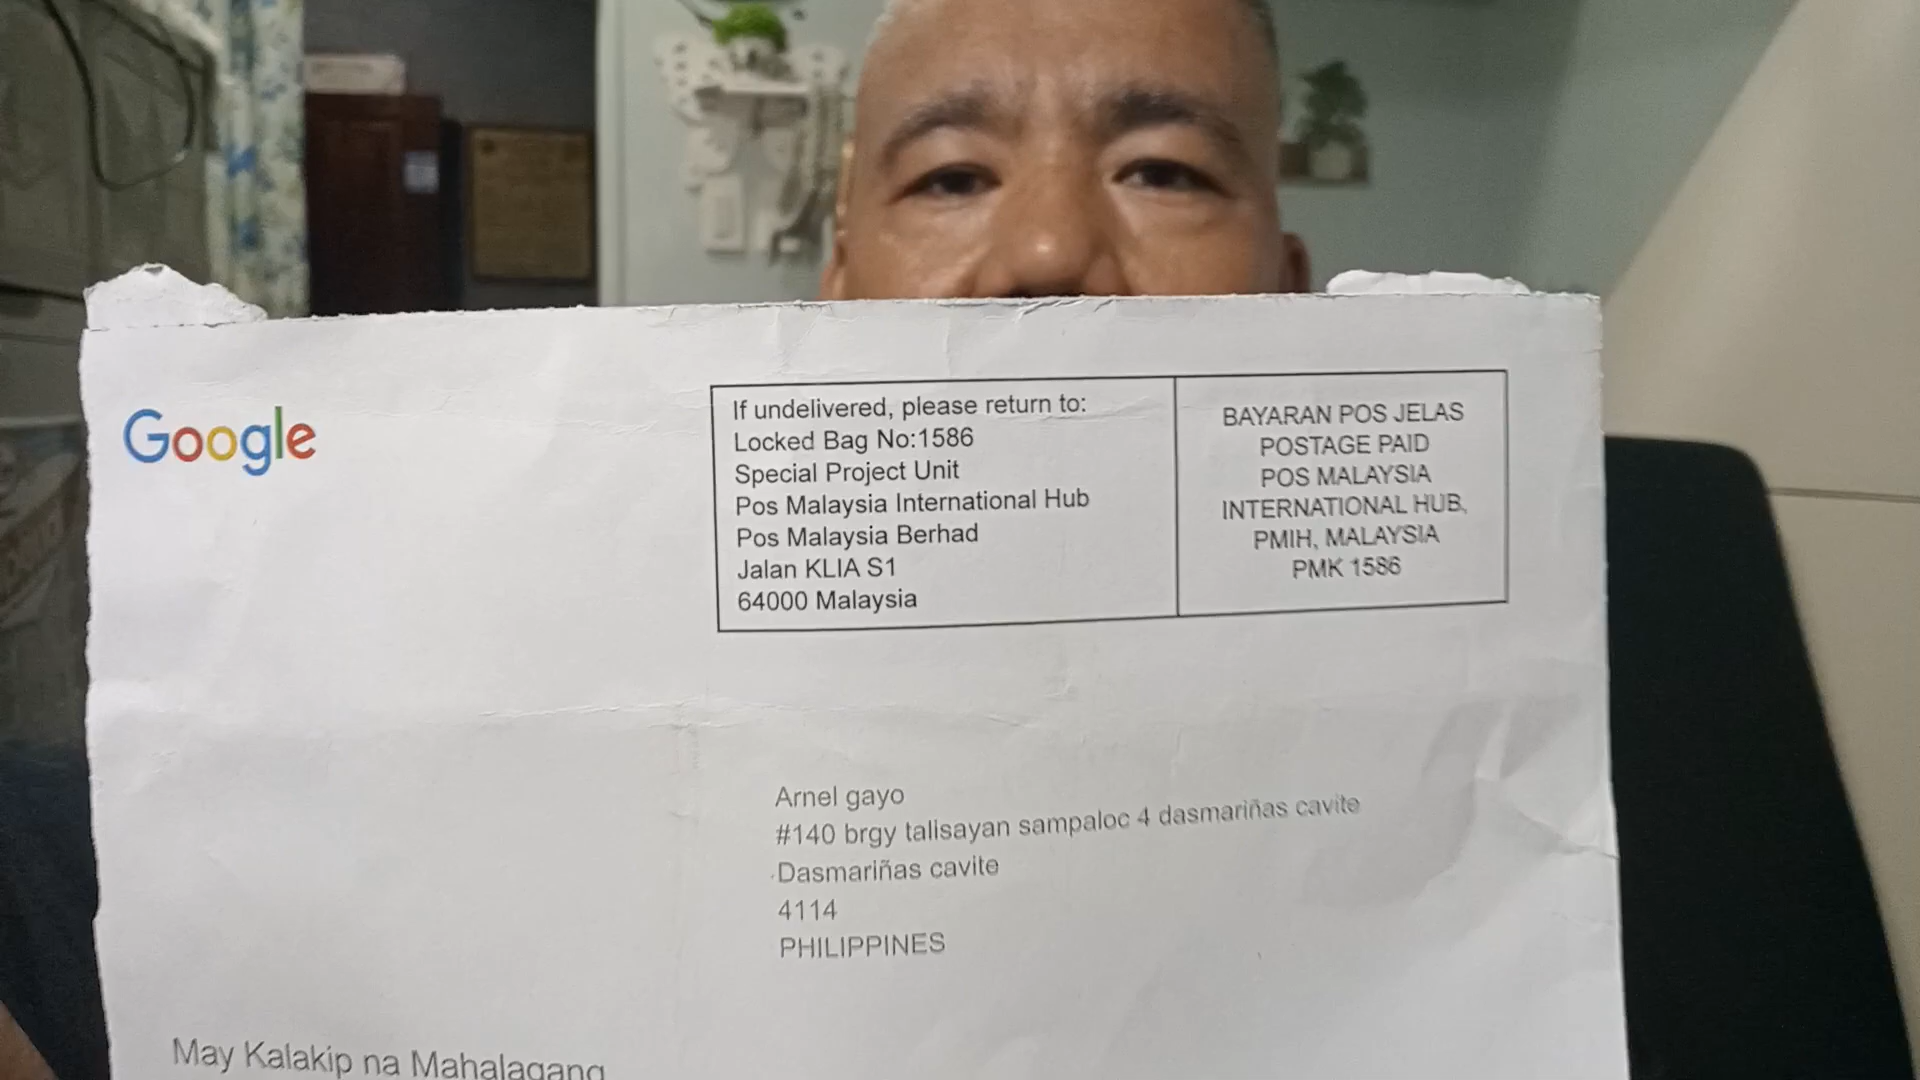 Google
If undelivered, please return to:
Locked Bag No:1586
Special Project Unit
Pos Malaysia International Hub
Pos Malaysia Berhad
Jalan KLIA S1
64000 Malaysia
BAYARAN POS JELAS
POSTAGE PAID
POS MALAYSIA
INTERNATIONAL HUB,
PMIH, MALAYSIA
PMK 1586
Arnel gayo
#140 brgy talisayan sampaloc 4 dasmariñas cavite
Dasmariñas cavite
4114
PHILIPPINES
May Kalakip na Mahalagang